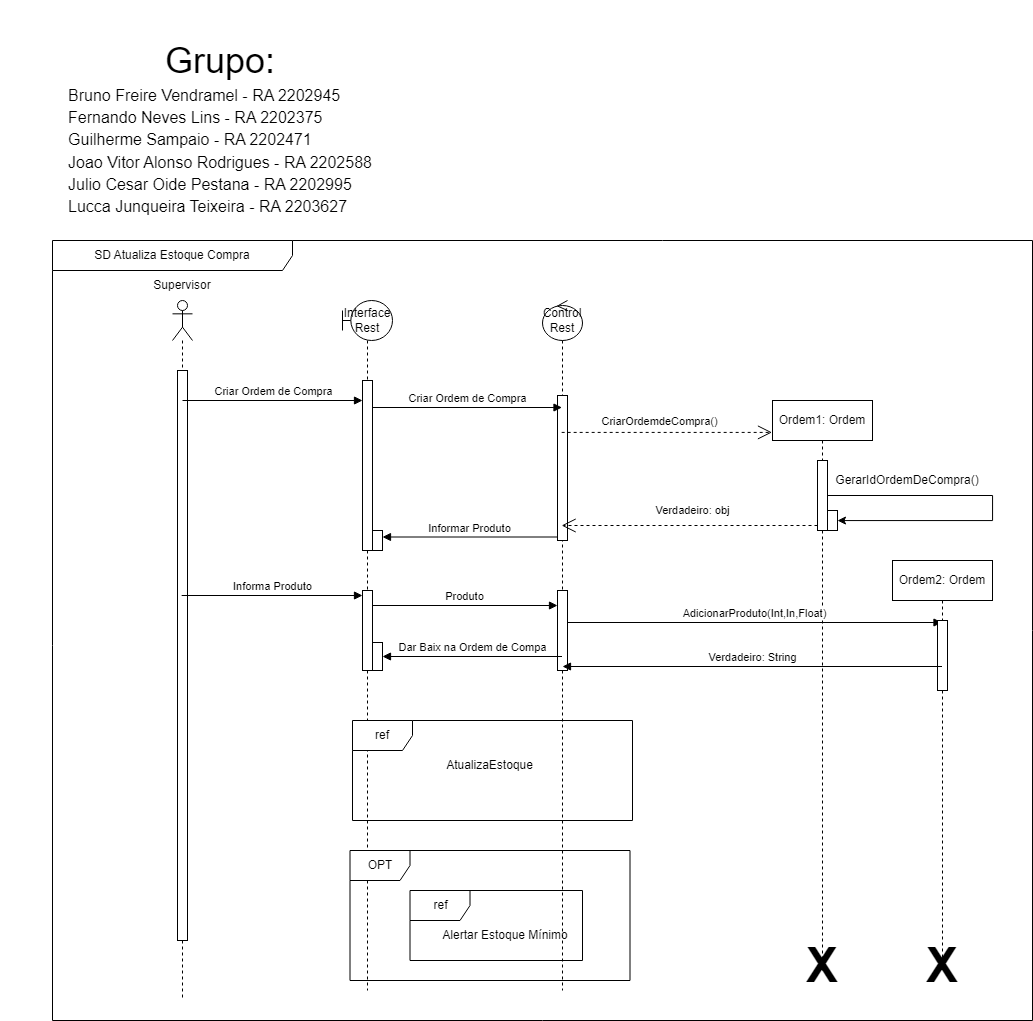 Grupo:
Bruno Freire Vendramel - RA 2202945
Fernando Neves Lins - RA 2202375
Guilherme Sampaio - RA 2202471
Joao Vitor Alonso Rodrigues - RA 2202588
Julio Cesar Oide Pestana - RA 2202995
Lucca Junqueira Teixeira - RA 2203627
SD Atualiza Estoque Compra
Supervisor
Interface
Rest
Control
Rest
Criar Ordem de Compra
Criar Ordem de Compra
CriarOrdemdeCompra()
Ordem1: Ordem
GerarIdOrdemDeCompra()
Verdadeiro: obj
Informar Produto
Ordem2: Ordem
Informa Produto
Produto
AdicionarProduto(Int,In,Float)
Dar Baix na Ordem de Compa
Verdadeiro: String
ref
AtualizaEstoque
OPT
ref
Alertar Estoque Mínimo
X X